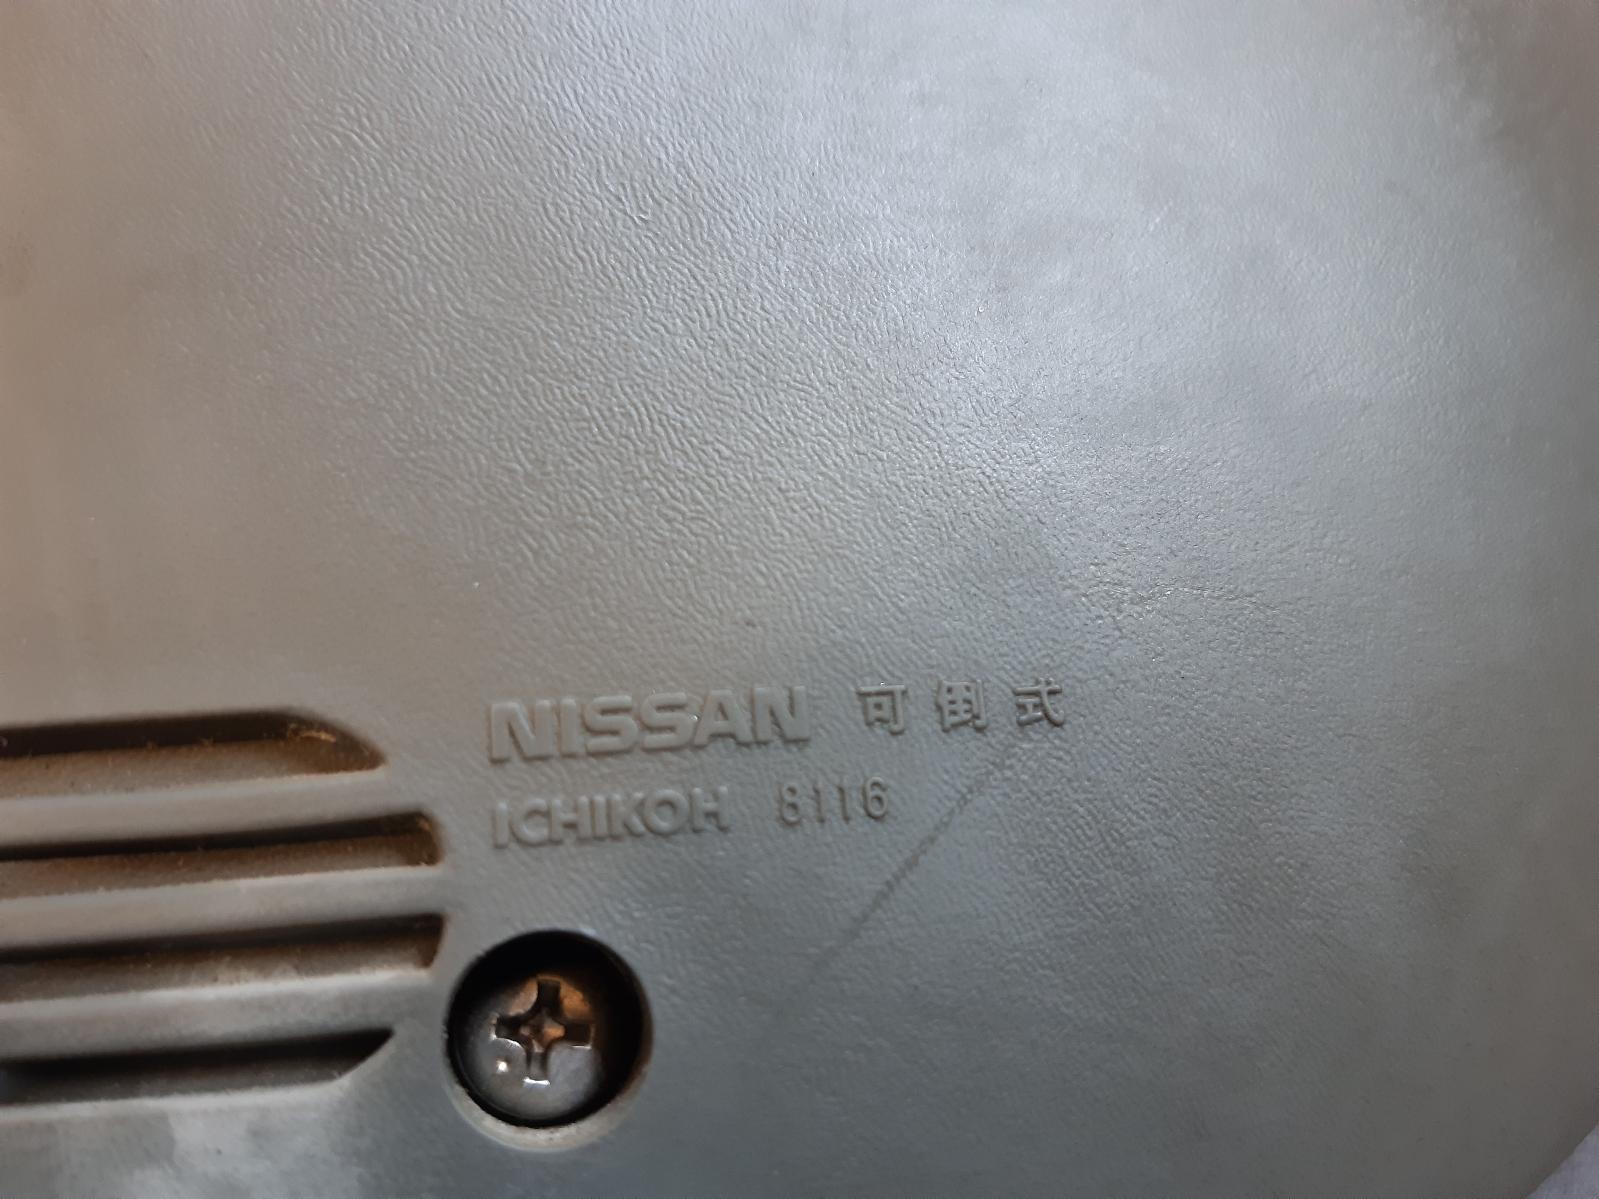 NISSAN 可倒式
ICHIKOH 8116